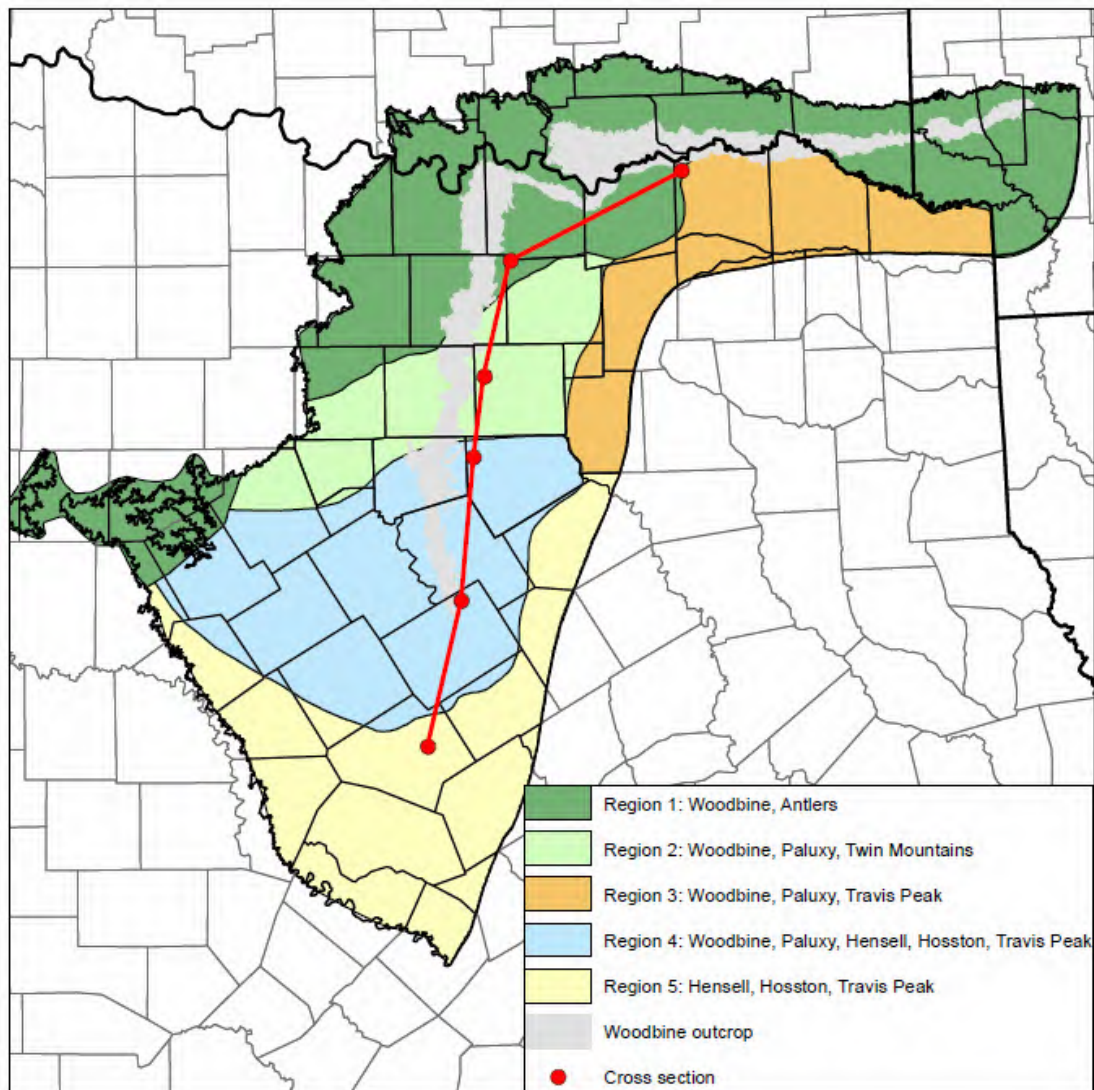 Region 1: Woodbine, Antlers
Region 2: Woodbine, Paluxy, Twin Mountains
Region 3: Woodbine, Paluxy, Travis Peak
Region 4: Woodbine, Paluxy, Hensell, Hosston, Travis Peak
Region 5: Hensell, Hosston, Travis Peak
Woodbine outcrop
Cross section